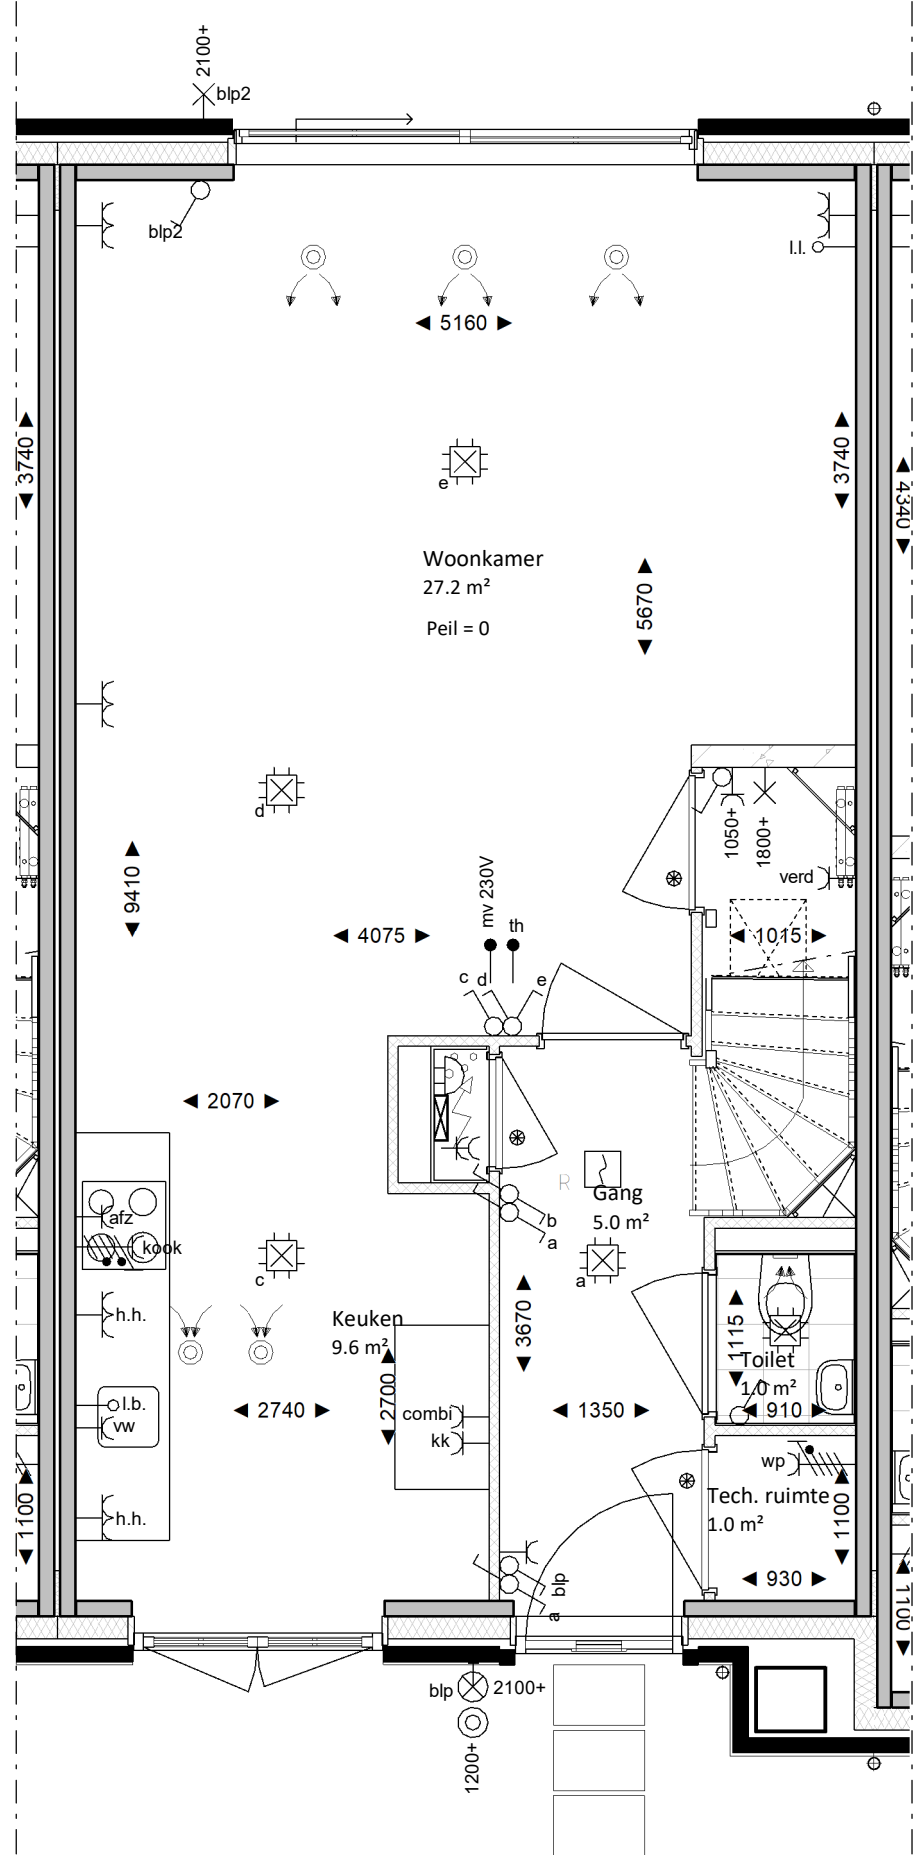 2100+
blp2
blp2
l.l.
◄ 5160 ►
◄ 3740 ►
◄ 3740 ►
◄ 4340 ►
e
Woonkamer
27.2 m²
Peil = 0
◄ 5670 ►
d
1050+
1800+
verd
◄ 9410 ►
mv 230V
th
◄ 4075 ►
◄ 1015 ►
c
d
e
◄ 2070 ►
R
Gang
5.0 m²
afz
kook
b
a
a
c
h.h.
Keuken
9.6 m²
◄ 3670 ►
◄ 1115 ►
Toilet
1.0 m²
l.b.
vw
◄ 2740 ►
◄ 2700 ►
combi
kk
◄ 1350 ►
◄ 910 ►
wp
Tech. ruimte
1.0 m²
◄ 1100 ►
h.h.
◄ 1100 ►
◄ 930 ►
◄ 1100 ►
blp
a
blp
2100+
1200+